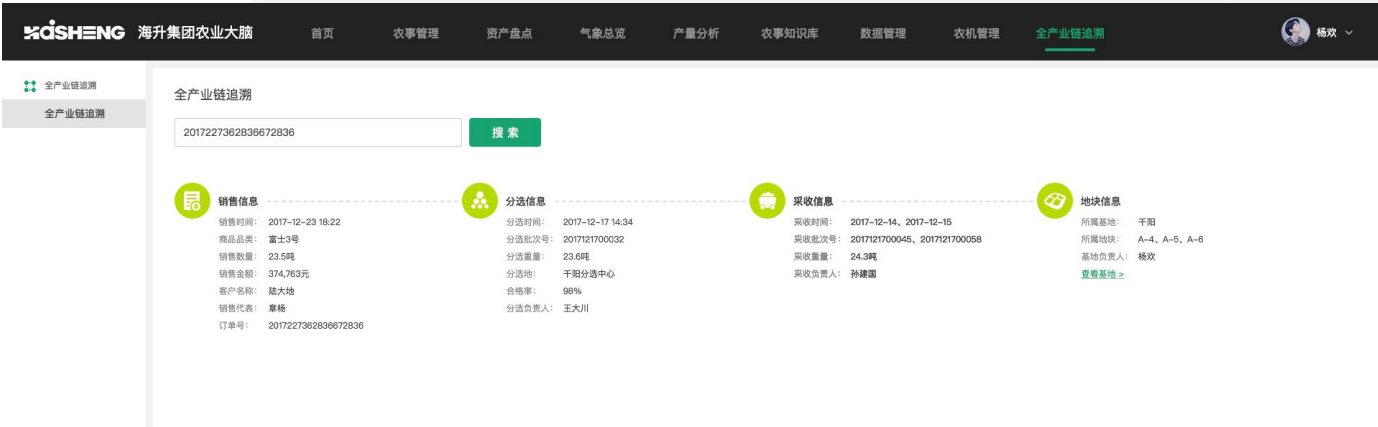 HAISHENG 海升集团农业大脑 首页 农事管理 资产盘点 气象总览 产量分析 农事知识库 数据管理 农机管理 全产业链追溯 杨欢
全产业链追溯
全产业链追溯
全产业链追溯
2017227362836672836 搜索
销售信息
销售时间: 2017-12-23 18:22
商品品类: 富士3号
销售数量: 23.5吨
销售金额: 374,763元
客户名称: 陆大地
销售代表: 章杨
订单号: 2017227362836672836
分选信息
分选时间: 2017-12-17 14:34
分选批次号: 2017121700032
分选重量: 23.6吨
分选地: 千阳分选中心
合格率: 98%
分选负责人: 王大川
采收信息
采收时间: 2017-12-14、2017-12-15
采收批次号: 2017121700045、2017121700058
采收重量: 24.3吨
采收负责人: 孙建国
地块信息
所属基地: 千阳
所属地块: A-4、A-5、A-6
基地负责人: 杨欢
查看基地 >